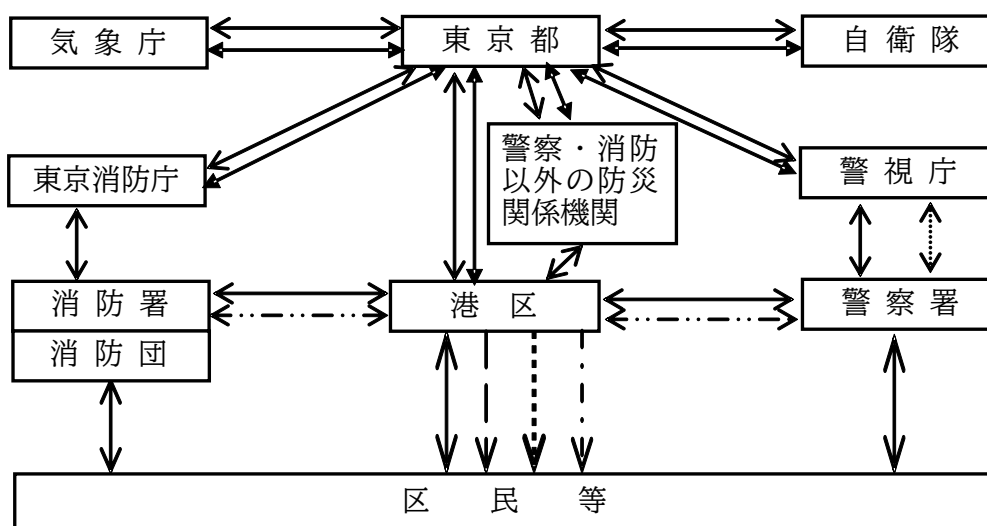 気象庁
東京都
自衛隊
警察・消防
以外の防災
関係機関
東京消防庁
警視庁
消防署
港区
警察署
消防団
区民等